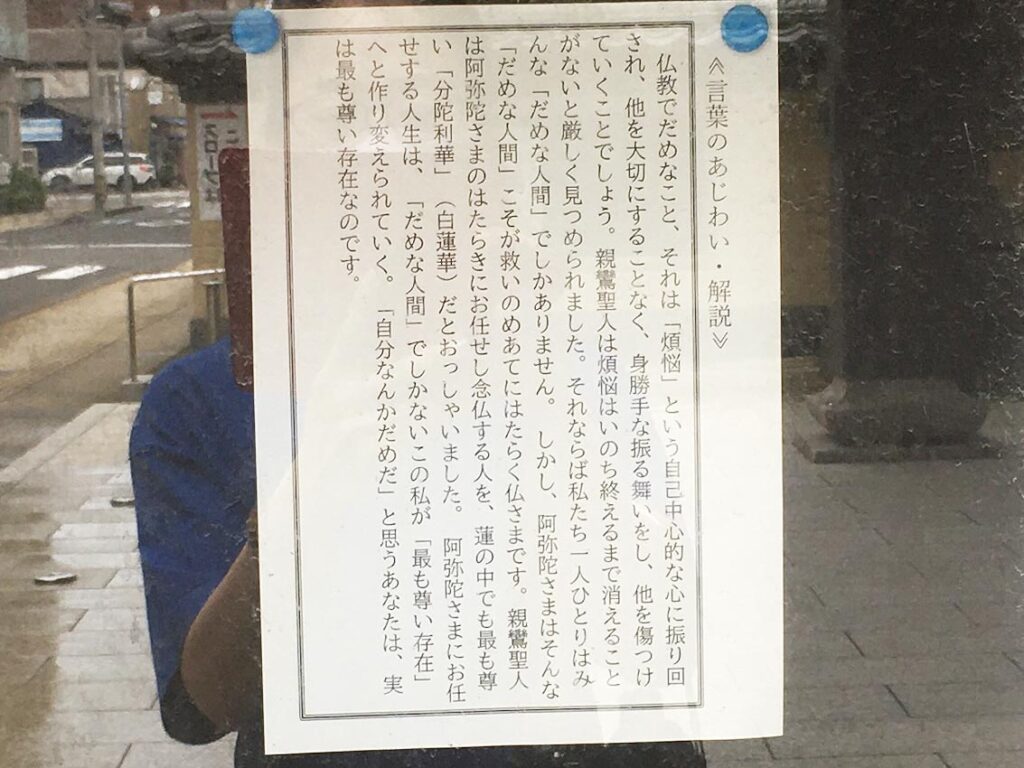 ≪言葉のあじわい・解説≫
仏教でだめなこと、それは「煩悩」という自己中心的な心に振り回
され、他を大切にすることなく、身勝手な振る舞いをし、他を傷つけ
ていくことでしょう。親鸞聖人は煩悩はいのち終えるまで消えること
がないと厳しく見つめられました。それならば私たち一人ひとりはみ
んな「だめな人間」でしかありません。しかし、阿弥陀さまはそんな
「だめな人間」こそが救いのめあてにはたらく仏さまです。親鸞聖人
は阿弥陀さまのはたらきにお任せし念仏する人を、蓮の中でも最も尊
い「分陀利華」（白蓮華）だとおっしゃいました。阿弥陀さまにお任
せする人生は、「だめな人間」でしかないこの私が「最も尊い存在」
へと作り変えられていく。「自分なんかだめだ」と思うあなたは、実
は最も尊い存在なのです。